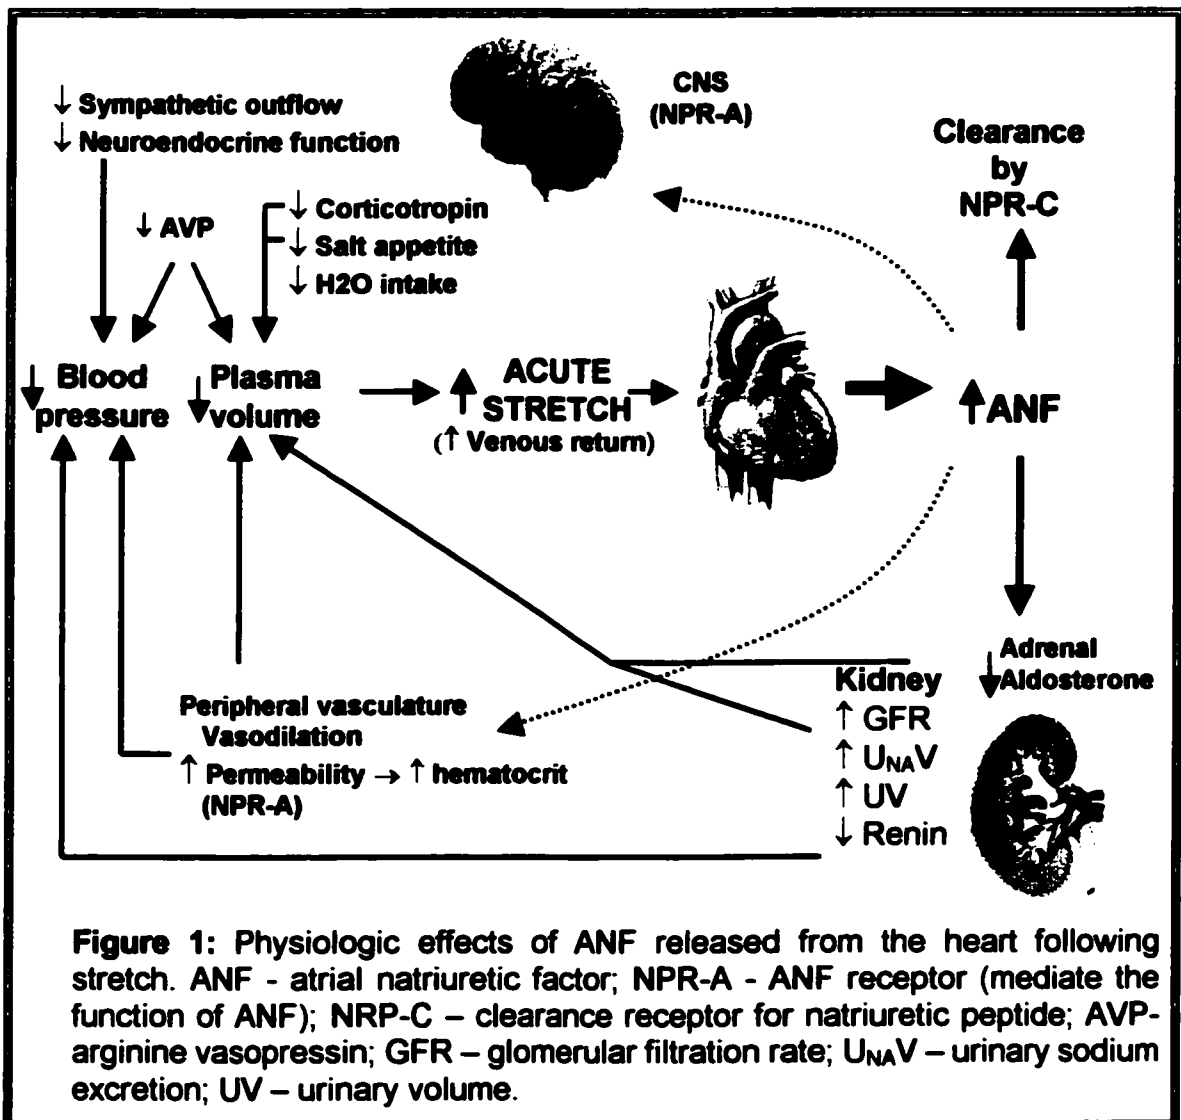 ↓ Sympathetic outflow
↓ Neuroendocrine function
CNS
(NPR-A)
Clearance
by
NPR-C
↓ AVP
↓ Corticotropin
↓ Salt appetite
↓ H2O intake
↓ Blood
pressure
↓ Plasma
volume
↑ ACUTE
STRETCH
(↑ Venous return)
↑ ANF
↓ Adrenal
Aldosterone
Kidney
↑ GFR
↑ UNAV
↑ UV
↓ Renin
Peripheral vasculature
Vasodilation
↑ Permeability → ↑ hematocrit
(NPR-A)
Figure 1: Physiologic effects of ANF released from the heart following
stretch. ANF - atrial natriuretic factor; NPR-A - ANF receptor (mediate the
function of ANF); NRP-C – clearance receptor for natriuretic peptide; AVP-
arginine vasopressin; GFR – glomerular filtration rate; UNAV – urinary sodium
excretion; UV – urinary volume.